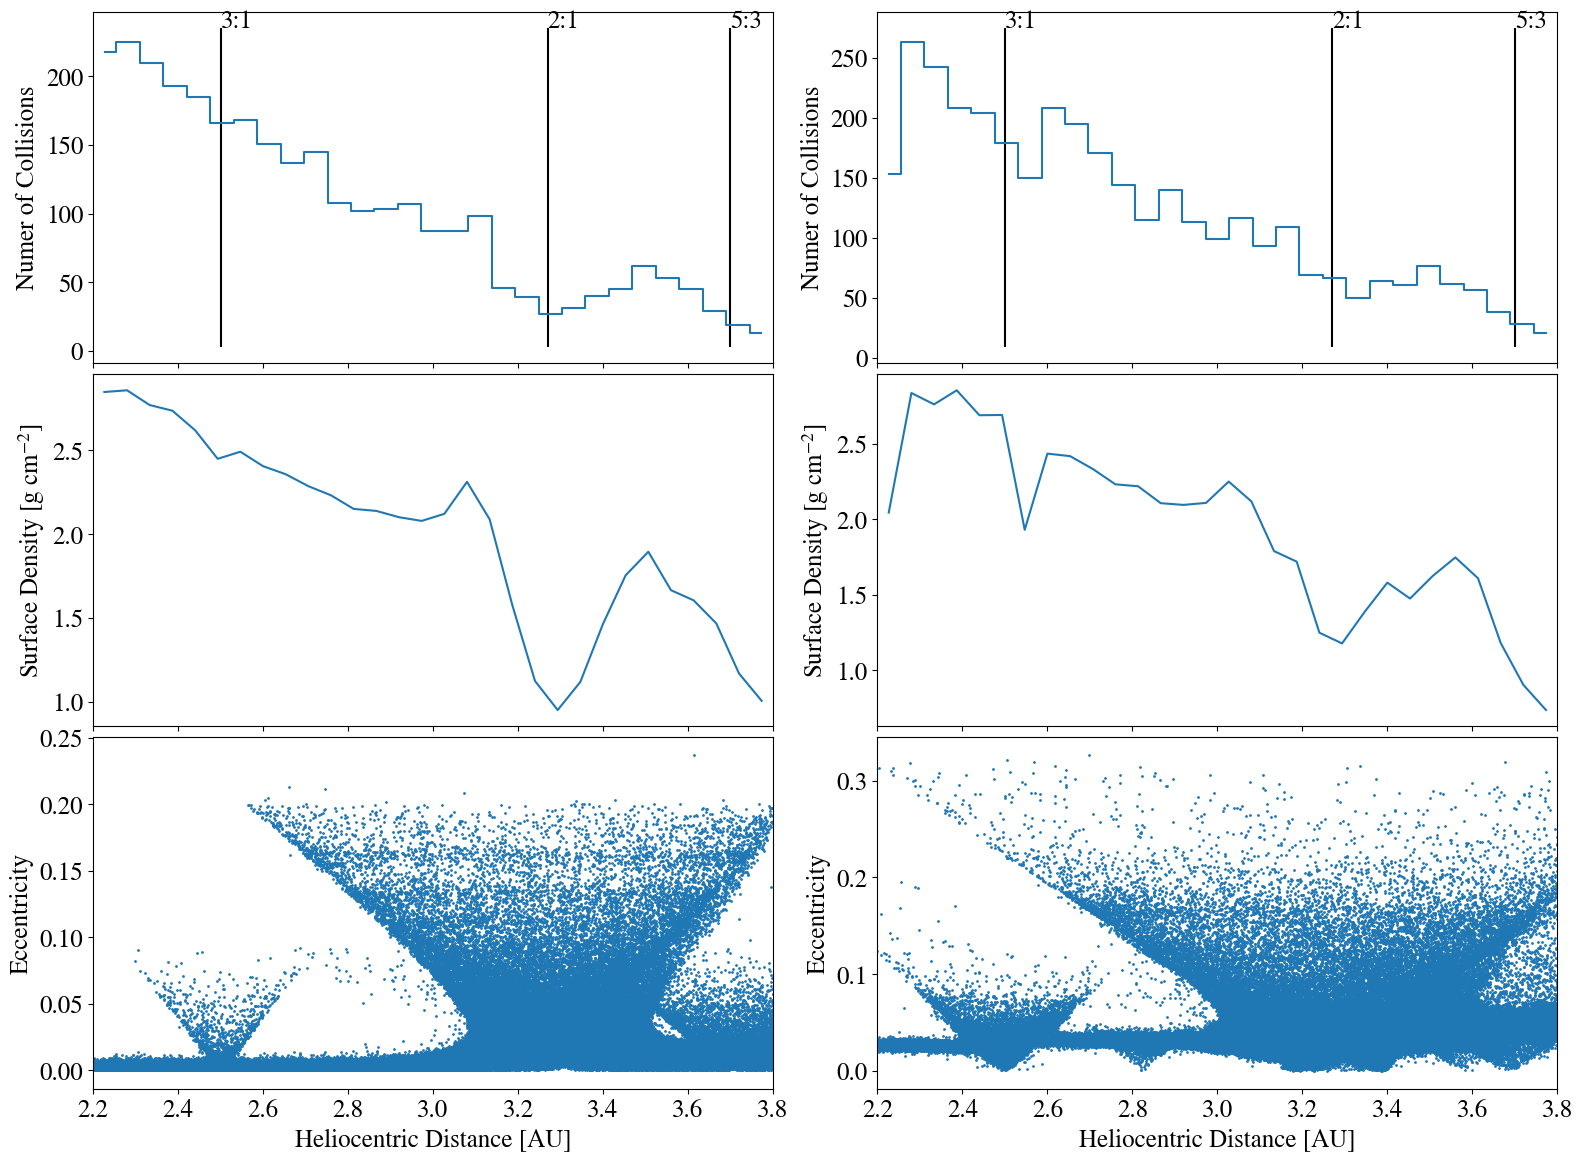 3:1 2:1 5:3
3:1 2:1 5:3
Numer of Collisions
200
150
100
50
0
Numer of Collisions
250
200
150
100
50
0
Surface Density [g cm⁻²]
2.5
2.0
1.5
1.0
Surface Density [g cm⁻²]
2.5
2.0
1.5
1.0
Eccentricity
0.25
0.20
0.15
0.10
0.05
0.00
Eccentricity
0.3
0.2
0.1
0.0
2.2 2.4 2.6 2.8 3.0 3.2 3.4 3.6 3.8
Heliocentric Distance [AU]
2.2 2.4 2.6 2.8 3.0 3.2 3.4 3.6 3.8
Heliocentric Distance [AU]